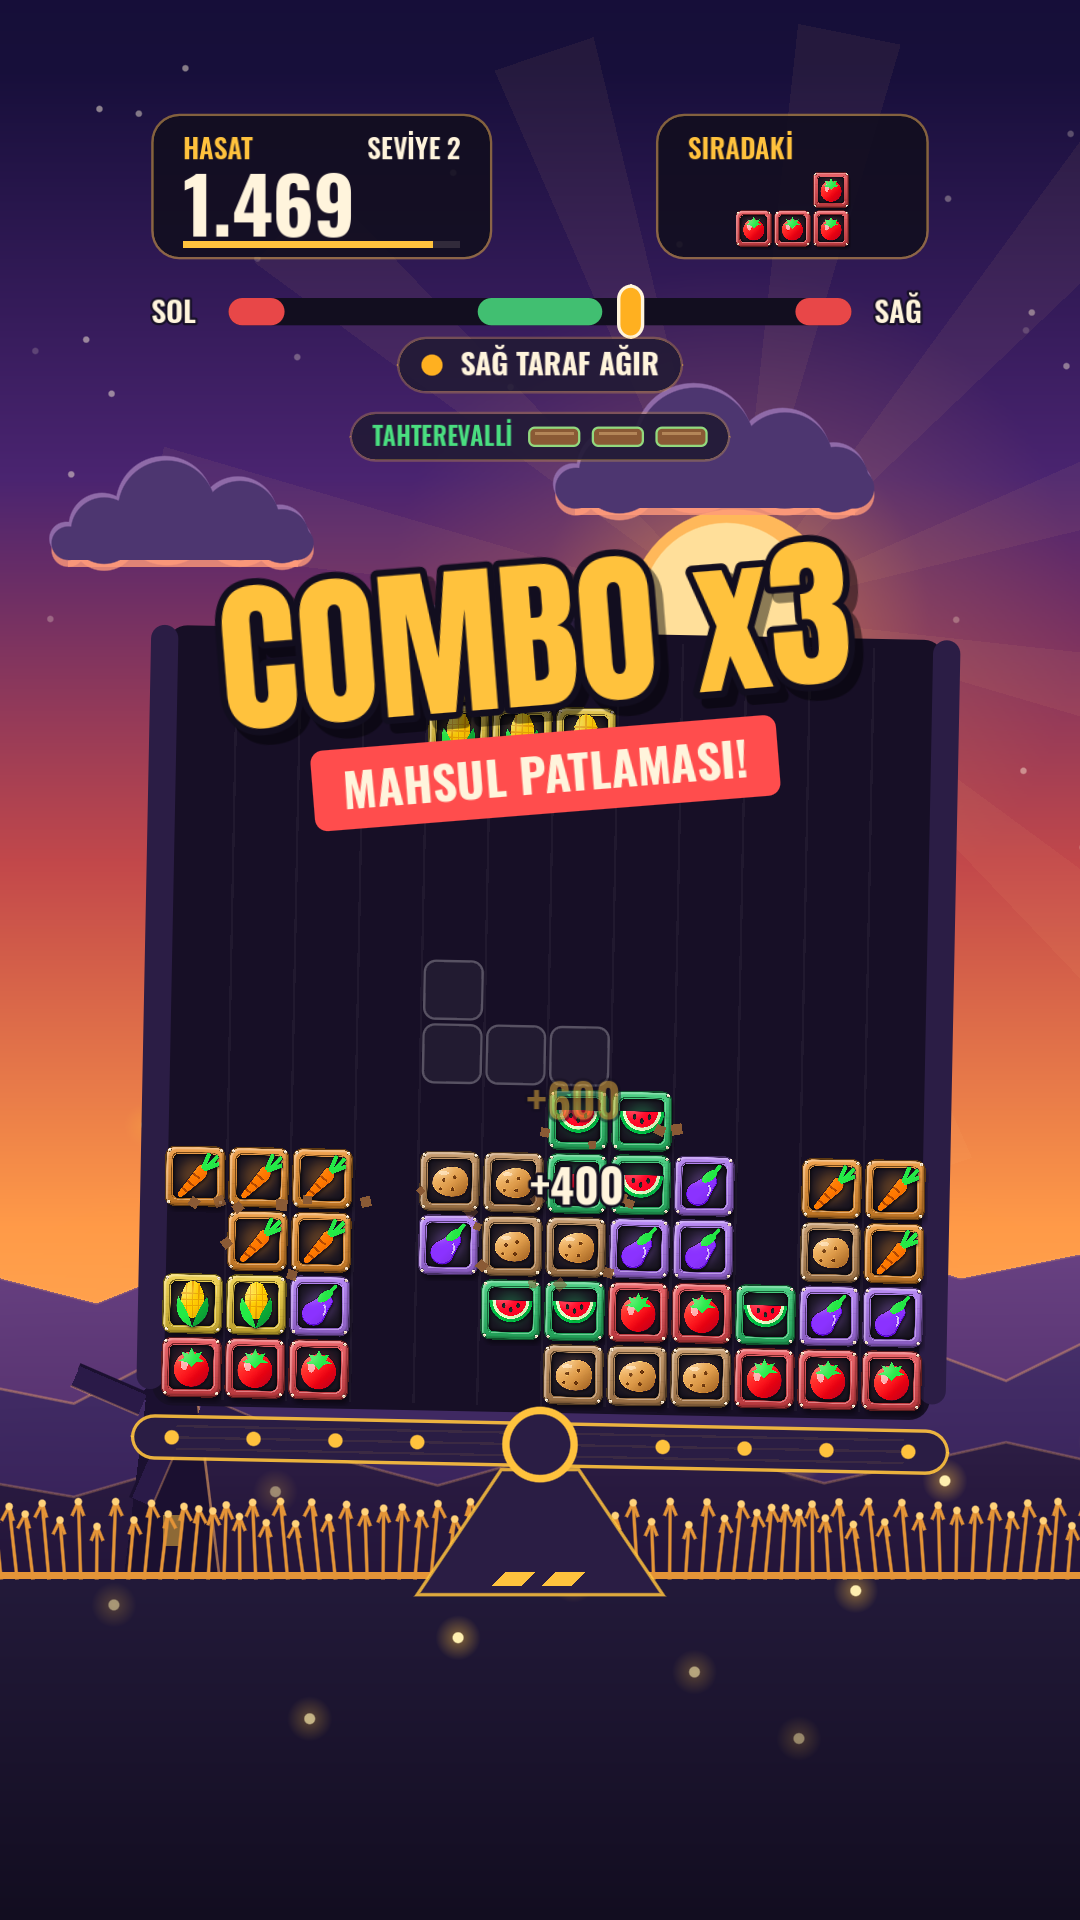 HASAT SEVİYE 2
1.469
SIRADAKİ
SOL SAĞ
SAĞ TARAF AĞIR
TAHTEREVALLİ
COMBO x3
MAHSUL PATLAMASI!
+600
+400